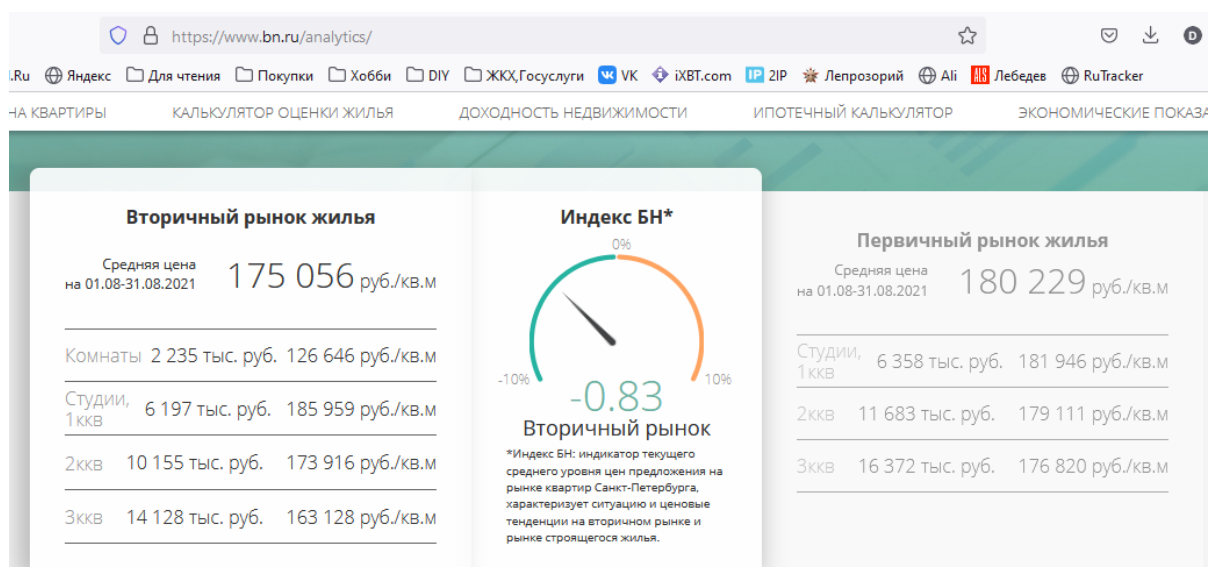 https://www.bn.ru/analytics/
.Ru Яндекс Для чтения Покупки Хобби DIY ЖКХ,Госуслуги VK iXBT.com IP 2IP Лепрозорий Ali ALS Лебедев RuTracker
НА КВАРТИРЫ КАЛЬКУЛЯТОР ОЦЕНКИ ЖИЛЬЯ ДОХОДНОСТЬ НЕДВИЖИМОСТИ ИПОТЕЧНЫЙ КАЛЬКУЛЯТОР ЭКОНОМИЧЕСКИЕ ПОКАЗА
Вторичный рынок жилья
Средняя цена
на 01.08-31.08.2021
175 056 руб./кв.м
Комнаты 2 235 тыс. руб. 126 646 руб./кв.м
Студии,
1ккв
6 197 тыс. руб. 185 959 руб./кв.м
2ккв 10 155 тыс. руб. 173 916 руб./кв.м
3ккв 14 128 тыс. руб. 163 128 руб./кв.м
Индекс БН*
0%
-10% 10%
-0.83
Вторичный рынок
*Индекс БН: индикатор текущего
среднего уровня цен предложения на
рынке квартир Санкт-Петербурга,
характеризует ситуацию и ценовые
тенденции на вторичном рынке и
рынке строящегося жилья.
Первичный рынок жилья
Средняя цена
на 01.08-31.08.2021
180 229 руб./кв.м
Студии,
1ккв
6 358 тыс. руб. 181 946 руб./кв.м
2ккв 11 683 тыс. руб. 179 111 руб./кв.м
3ккв 16 372 тыс. руб. 176 820 руб./кв.м